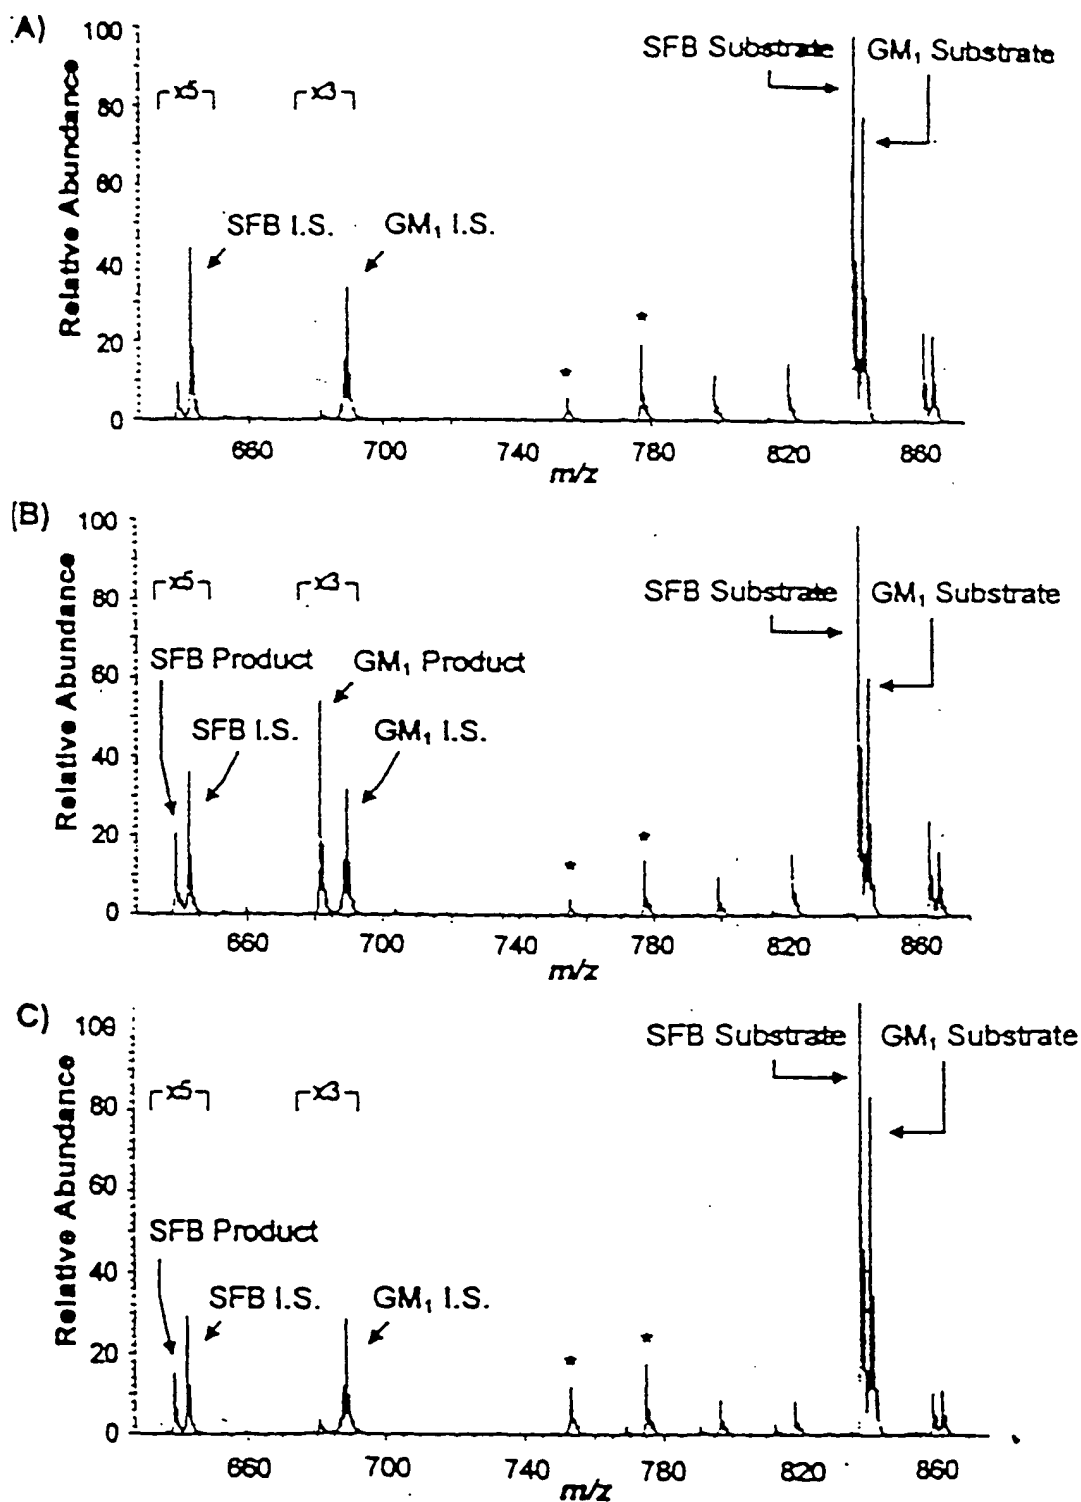 A)
Relative Abundance
100
80
60
40
20
0
x5
x3
SFB I.S.
GM₁ I.S.
*
*
SFB Substrate
GM₁ Substrate
660
700
740
780
820
860
m/z
(B)
Relative Abundance
100
80
60
40
20
0
x5
x3
SFB Product
SFB I.S.
GM₁ Product
GM₁ I.S.
*
*
SFB Substrate
GM₁ Substrate
660
700
740
780
820
860
m/z
C)
Relative Abundance
100
80
60
40
20
0
x5
x3
SFB Product
SFB I.S.
GM₁ I.S.
*
*
SFB Substrate
GM₁ Substrate
660
700
740
780
820
860
m/z